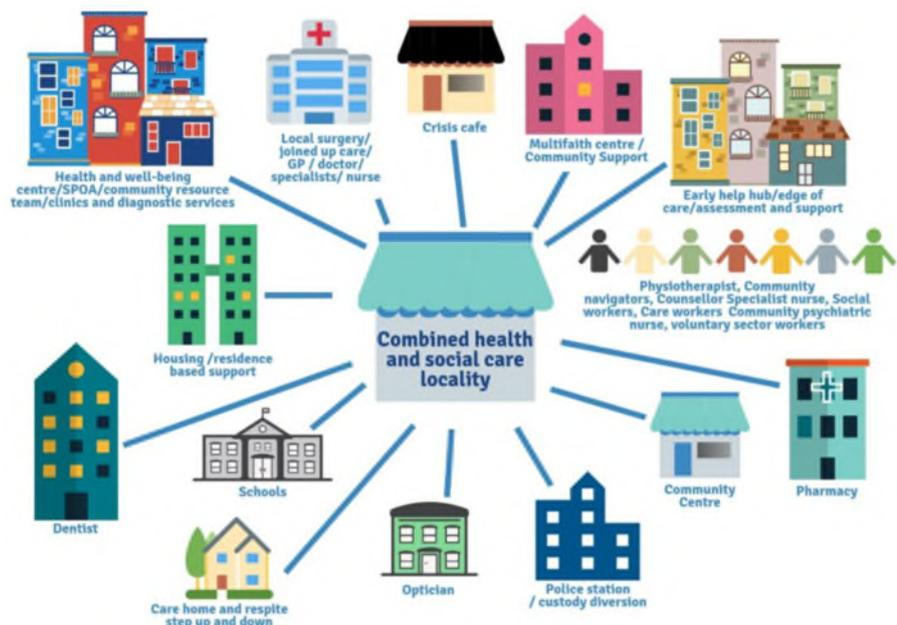 Health and well-being
centre/SPOA/community resource
team/clinics and diagnostic services
Local surgery/
joined up care/
GP / doctor/
specialists/ nurse
Crisis cafe
Multifaith centre /
Community Support
Early help hub/edge of
care/assessment and support
Physiotherapist, Community
navigators, Counsellor Specialist nurse, Social
workers, Care workers Community psychiatric
nurse, voluntary sector workers
Housing /residence
based support
Combined health
and social care
locality
Dentist
Schools
Care home and respite
step up and down
Optician
Police station
/ custody diversion
Community
Centre
Pharmacy